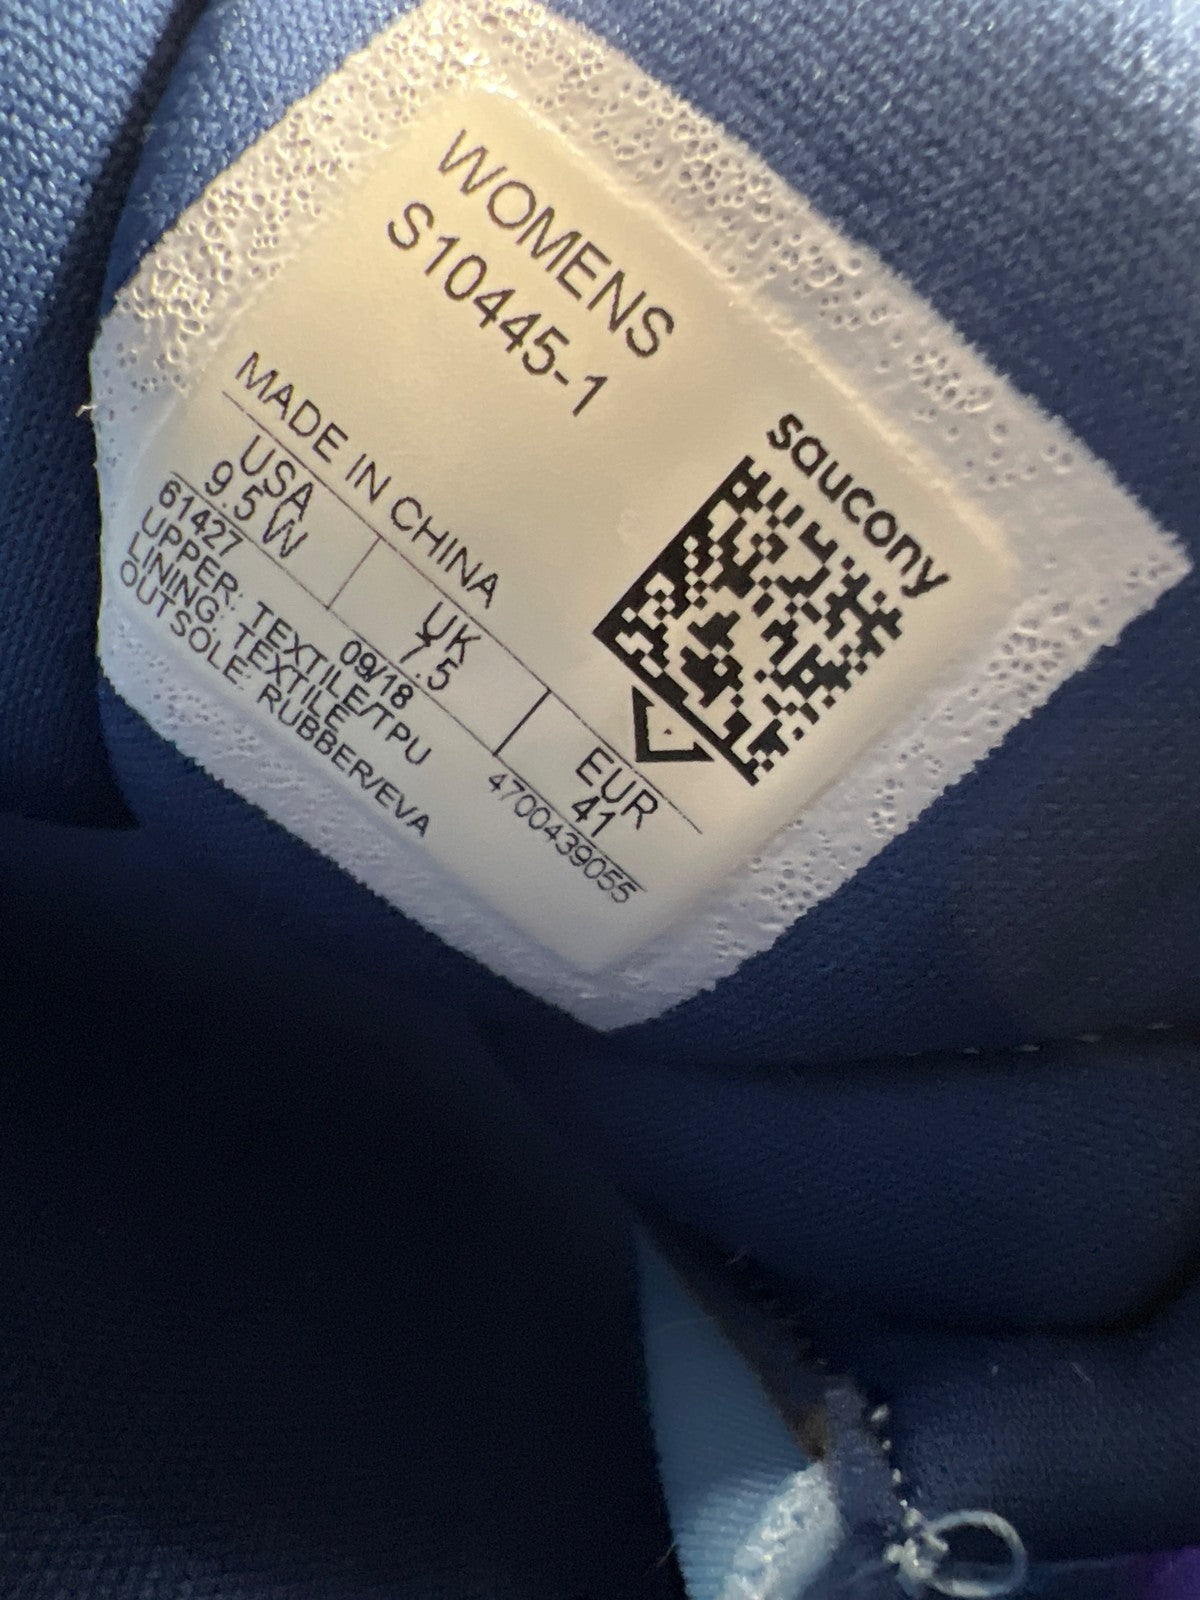 WOMENS
S10445-1
saucony
MADE IN CHINA
USA UK EUR
9.5 W 7.5 41
61427 09/18 4700439055
UPPER: TEXTILE/TPU
LINING: TEXTILE
OUTSOLE: RUBBER/EVA